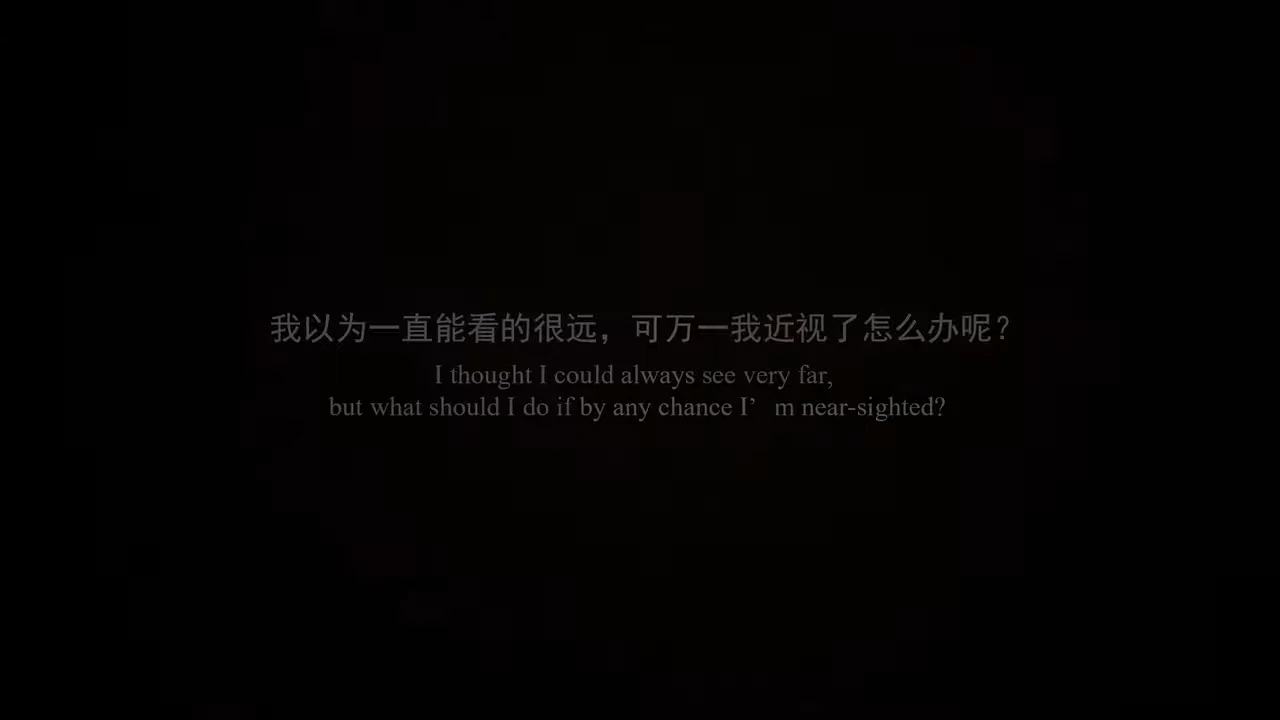 我以为一直能看的很远，可万一我近视了怎么办呢？
I thought I could always see very far,
but what should I do if by any chance I’m near-sighted?